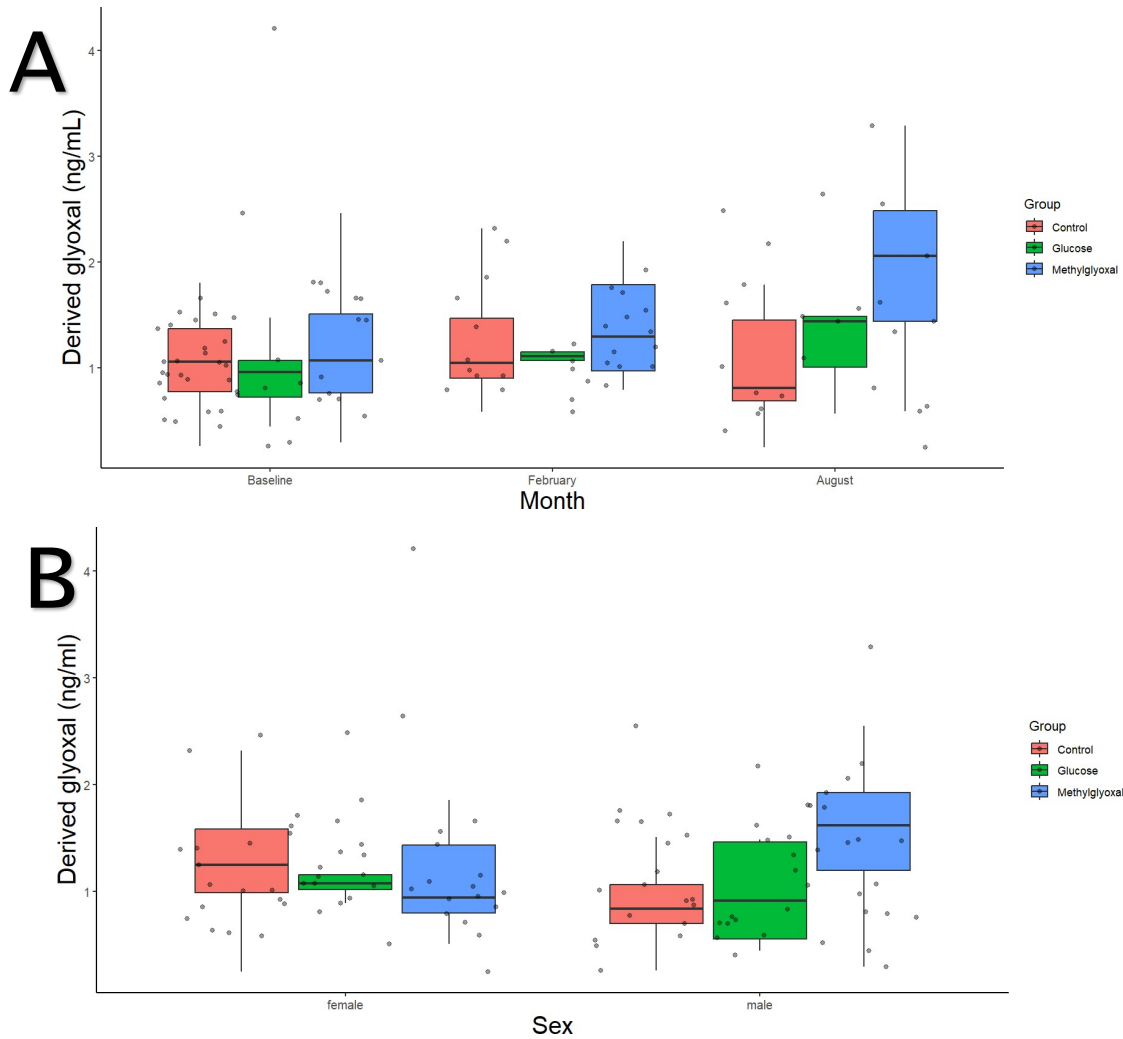 A
Derived glyoxal (ng/mL)
4
3
2
1
Baseline
February
August
Month
Group
Control
Glucose
Methylglyoxal
B
Derived glyoxal (ng/ml)
4
3
2
1
female
male
Sex
Group
Control
Glucose
Methylglyoxal